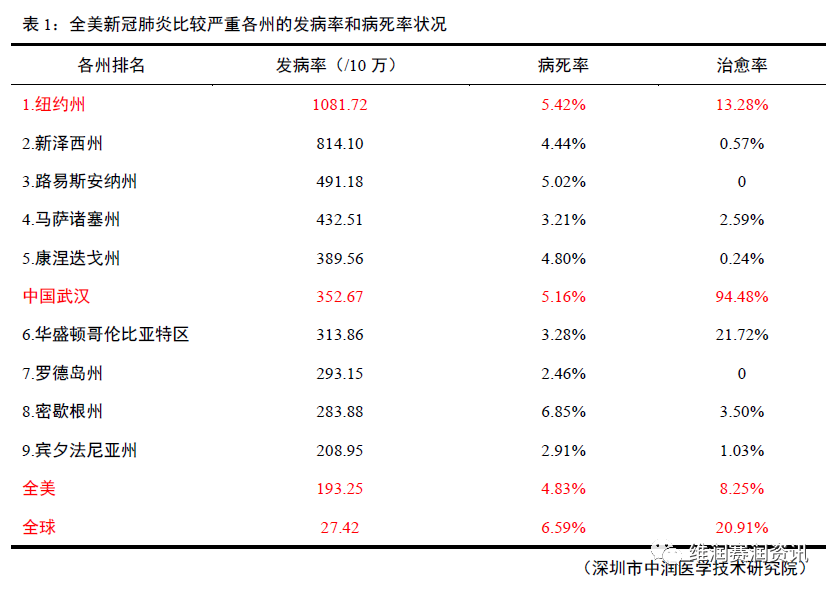 表 1：全美新冠肺炎比较严重各州的发病率和病死率状况
各州排名 发病率（/10 万） 病死率 治愈率
1.纽约州 1081.72 5.42% 13.28%
2.新泽西州 814.10 4.44% 0.57%
3.路易斯安纳州 491.18 5.02% 0
4.马萨诸塞州 432.51 3.21% 2.59%
5.康涅迭戈州 389.56 4.80% 0.24%
中国武汉 352.67 5.16% 94.48%
6.华盛顿哥伦比亚特区 313.86 3.28% 21.72%
7.罗德岛州 293.15 2.46% 0
8.密歇根州 283.88 6.85% 3.50%
9.宾夕法尼亚州 208.95 2.91% 1.03%
全美 193.25 4.83% 8.25%
全球 27.42 6.59% 20.91%
维润赛润资讯
（深圳市中润医学技术研究院）